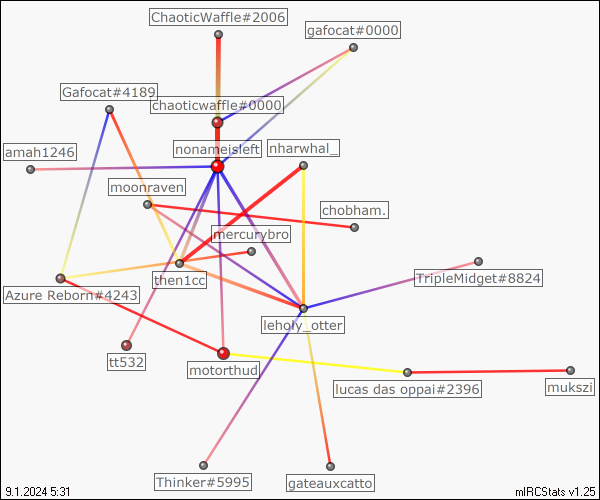 ChaoticWaffle#2006
gafocat#0000
Gafocat#4189
chaoticwaffle#0000
nonameisleft
nharwhal_
amah1246
moonraven
chobham.
mercurybro
then1cc
TripleMidget#8824
Azure Reborn#4243
lehofy_otter
tt532
motorthud
lucas das oppai#2396
mukszi
Thinker#5995
gateauxcatto
9.1.2024 5:31
mIRCStats v1.25